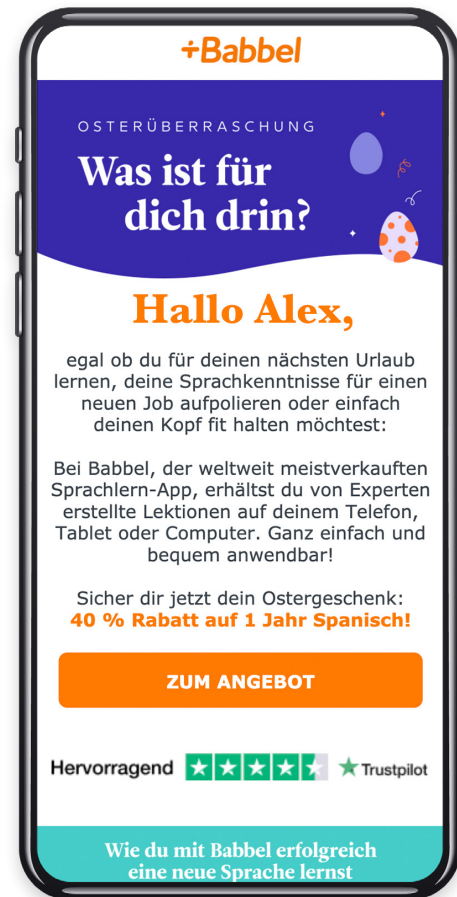 +Babbel
OSTERÜBERRASCHUNG
Was ist für
dich drin?
Hallo Alex,
egal ob du für deinen nächsten Urlaub
lernen, deine Sprachkenntnisse für einen
neuen Job aufpolieren oder einfach
deinen Kopf fit halten möchtest:
Bei Babbel, der weltweit meistverkauften
Sprachlern-App, erhältst du von Experten
erstellte Lektionen auf deinem Telefon,
Tablet oder Computer. Ganz einfach und
bequem anwendbar!
Sicher dir jetzt dein Ostergeschenk:
40 % Rabatt auf 1 Jahr Spanisch!
ZUM ANGEBOT
Hervorragend Trustpilot
Wie du mit Babbel erfolgreich
eine neue Sprache lernst